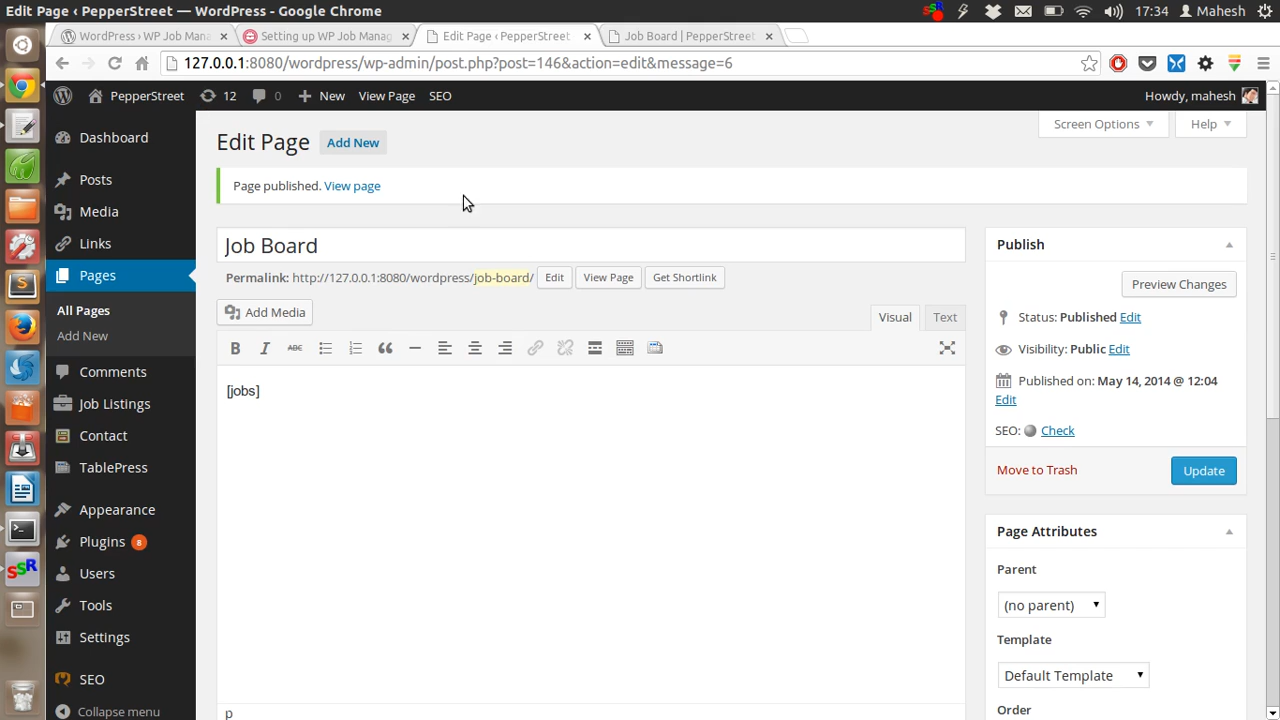 Edit Page ‹ PepperStreet — WordPress - Google Chrome
17:34
Mahesh
WordPress › WP Job Mana
Setting up WP Job Manag
Edit Page ‹ PepperStreet
Job Board | PepperStreet
127.0.0.1:8080/wordpress/wp-admin/post.php?post=146&action=edit&message=6
PepperStreet
12
0
New
View Page
SEO
Howdy, mahesh
Dashboard
Posts
Media
Links
Pages
All Pages
Add New
Comments
Job Listings
Contact
TablePress
Appearance
Plugins 8
Users
Tools
Settings
SEO
Collapse menu
Screen Options
Help
Edit Page
Add New
Page published. View page
Job Board
Permalink: http://127.0.0.1:8080/wordpress/job-board/
Edit
View Page
Get Shortlink
Add Media
Visual
Text
B I ABC
[jobs]
p
Publish
Preview Changes
Status: Published Edit
Visibility: Public Edit
Published on: May 14, 2014 @ 12:04
Edit
SEO: Check
Move to Trash
Update
Page Attributes
Parent
(no parent)
Template
Default Template
Order